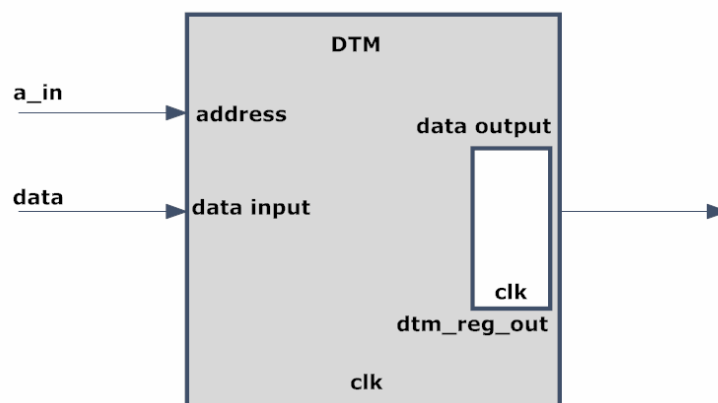 DTM
a_in
address
data output
data
data input
clk
dtm_reg_out
clk